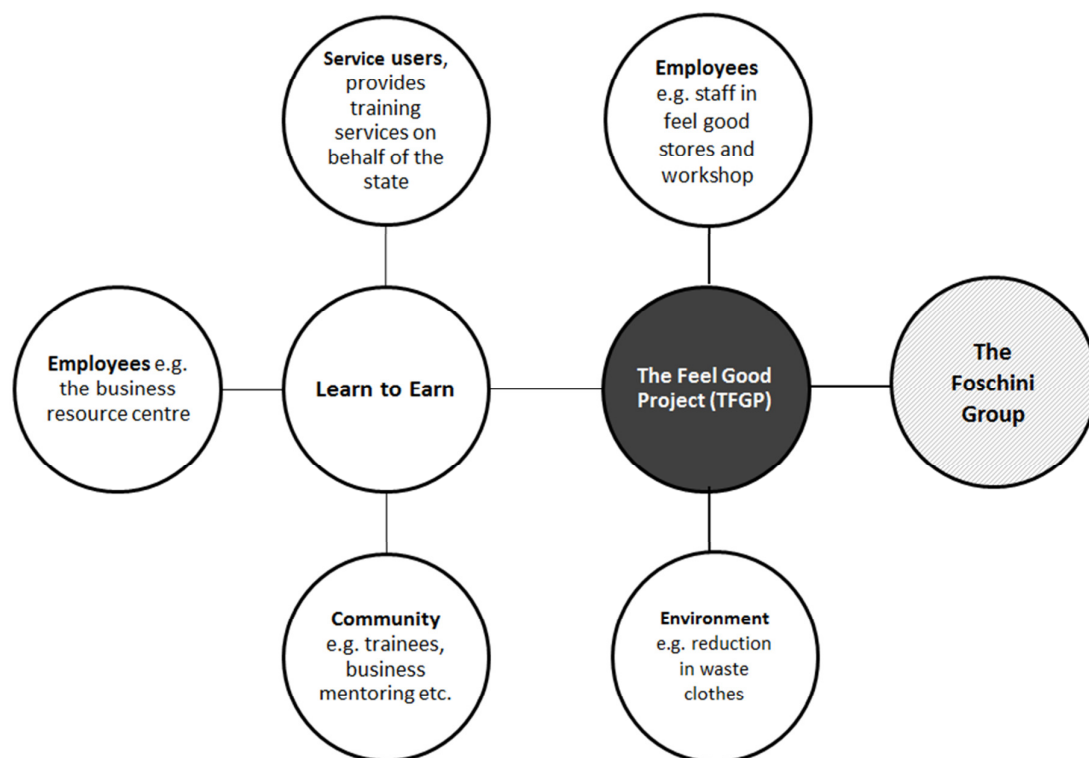 Service users,
provides
training
services on
behalf of the
state
Employees
e.g. staff in
feel good
stores and
workshop
Employees e.g.
the business
resource centre
Learn to Earn
The Feel Good
Project (TFGP)
The
Foschini
Group
Community
e.g. trainees,
business
mentoring etc.
Environment
e.g. reduction
in waste
clothes